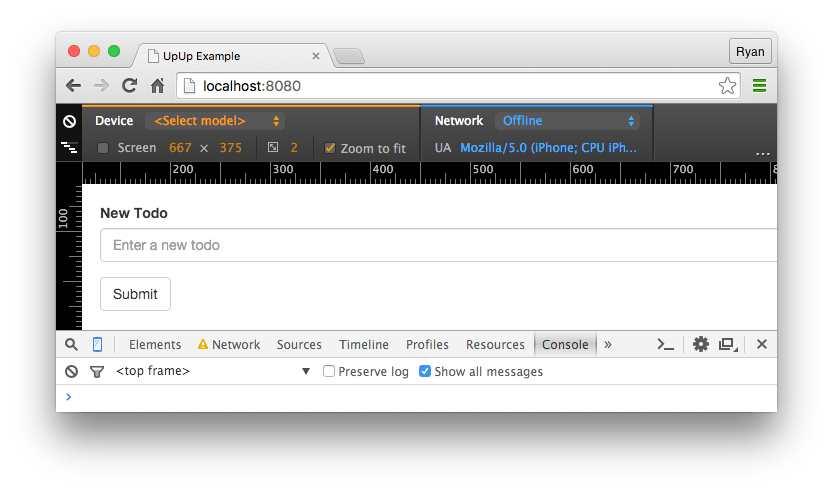 UpUp Example
Ryan
localhost:8080
Device <Select model> Network Offline
Screen 667 × 375 2 Zoom to fit UA Mozilla/5.0 (iPhone; CPU iPh... ...
200 300 400 500 600 700 8
100
New Todo
Enter a new todo
Submit
Elements Network Sources Timeline Profiles Resources Console »
<top frame> Preserve log Show all messages